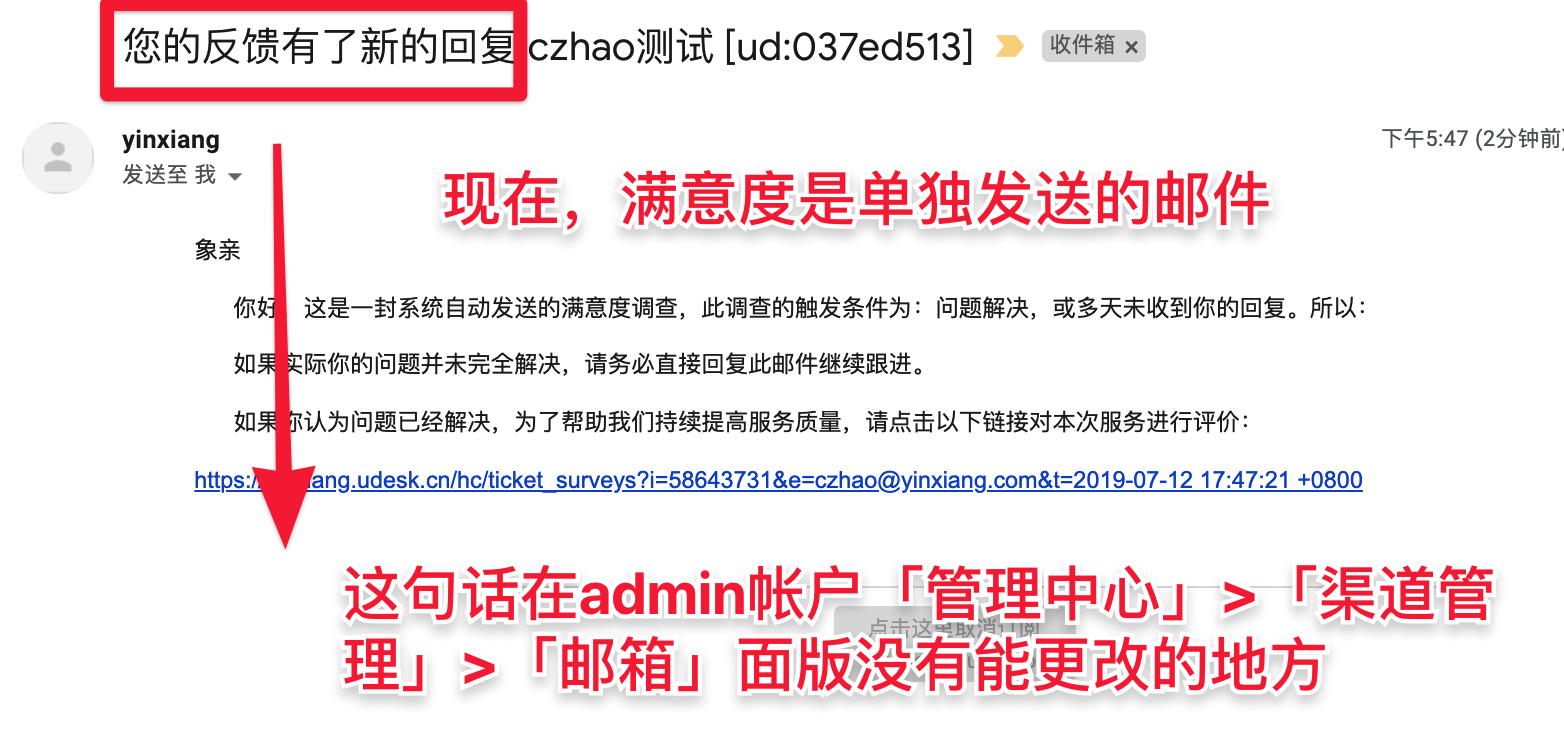 您的反馈有了新的回复 czhao测试 [ud:037ed513] 收件箱 ×
yinxiang
下午5:47 (2分钟前)
发送至 我
现在，满意度是单独发送的邮件
象亲
你好，这是一封系统自动发送的满意度调查，此调查的触发条件为：问题解决，或多天未收到你的回复。所以：
如果实际你的问题并未完全解决，请务必直接回复此邮件继续跟进。
如果你认为问题已经解决，为了帮助我们持续提高服务质量，请点击以下链接对本次服务进行评价：
https://ang.udesk.cn/hc/ticket_surveys?i=58643731&e=czhao@yinxiang.com&t=2019-07-12 17:47:21 +0800
这句话在admin帐户「管理中心」>「渠道管
点击这里取消订阅
理」>「邮箱」面版没有能更改的地方